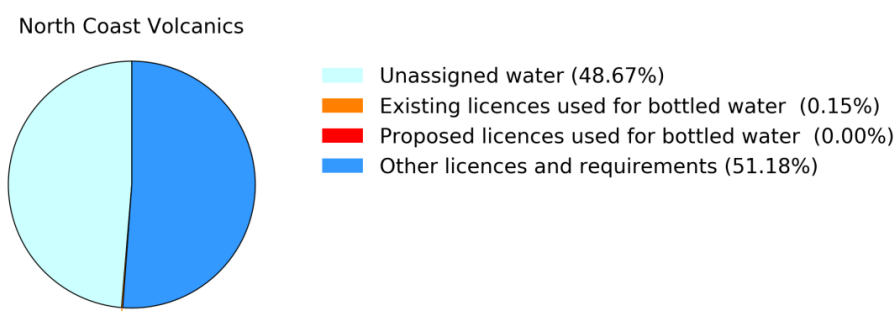 North Coast Volcanics
Unassigned water (48.67%)
Existing licences used for bottled water  (0.15%)
Proposed licences used for bottled water  (0.00%)
Other licences and requirements (51.18%)